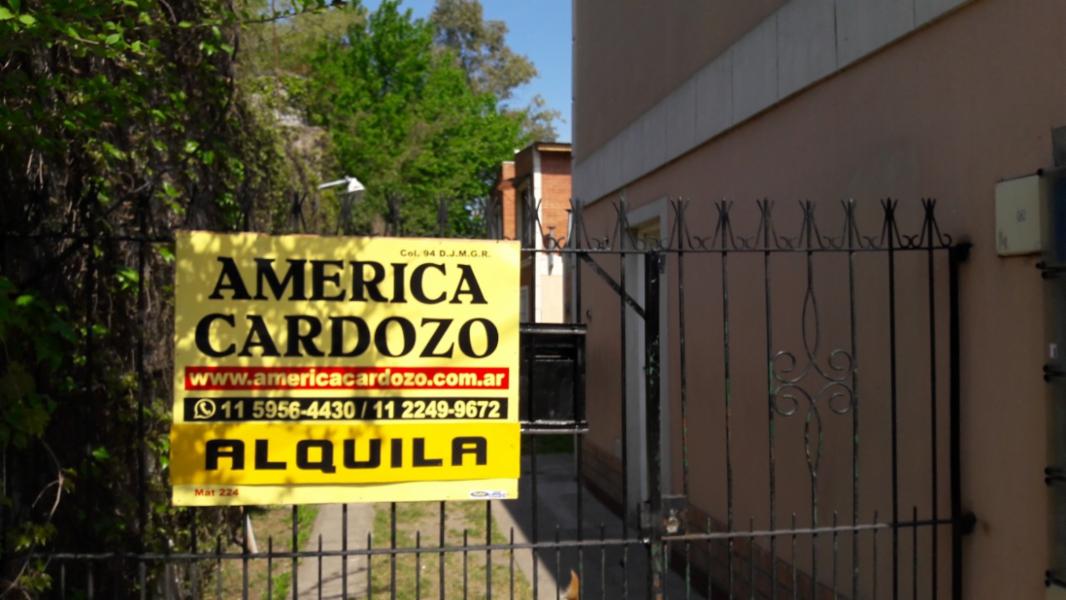 Col. 94 D.J.M.G.R.
AMERICA
CARDOZO
www.americacardozo.com.ar
11 5956-4430 / 11 2249-9672
ALQUILA
Mat 224